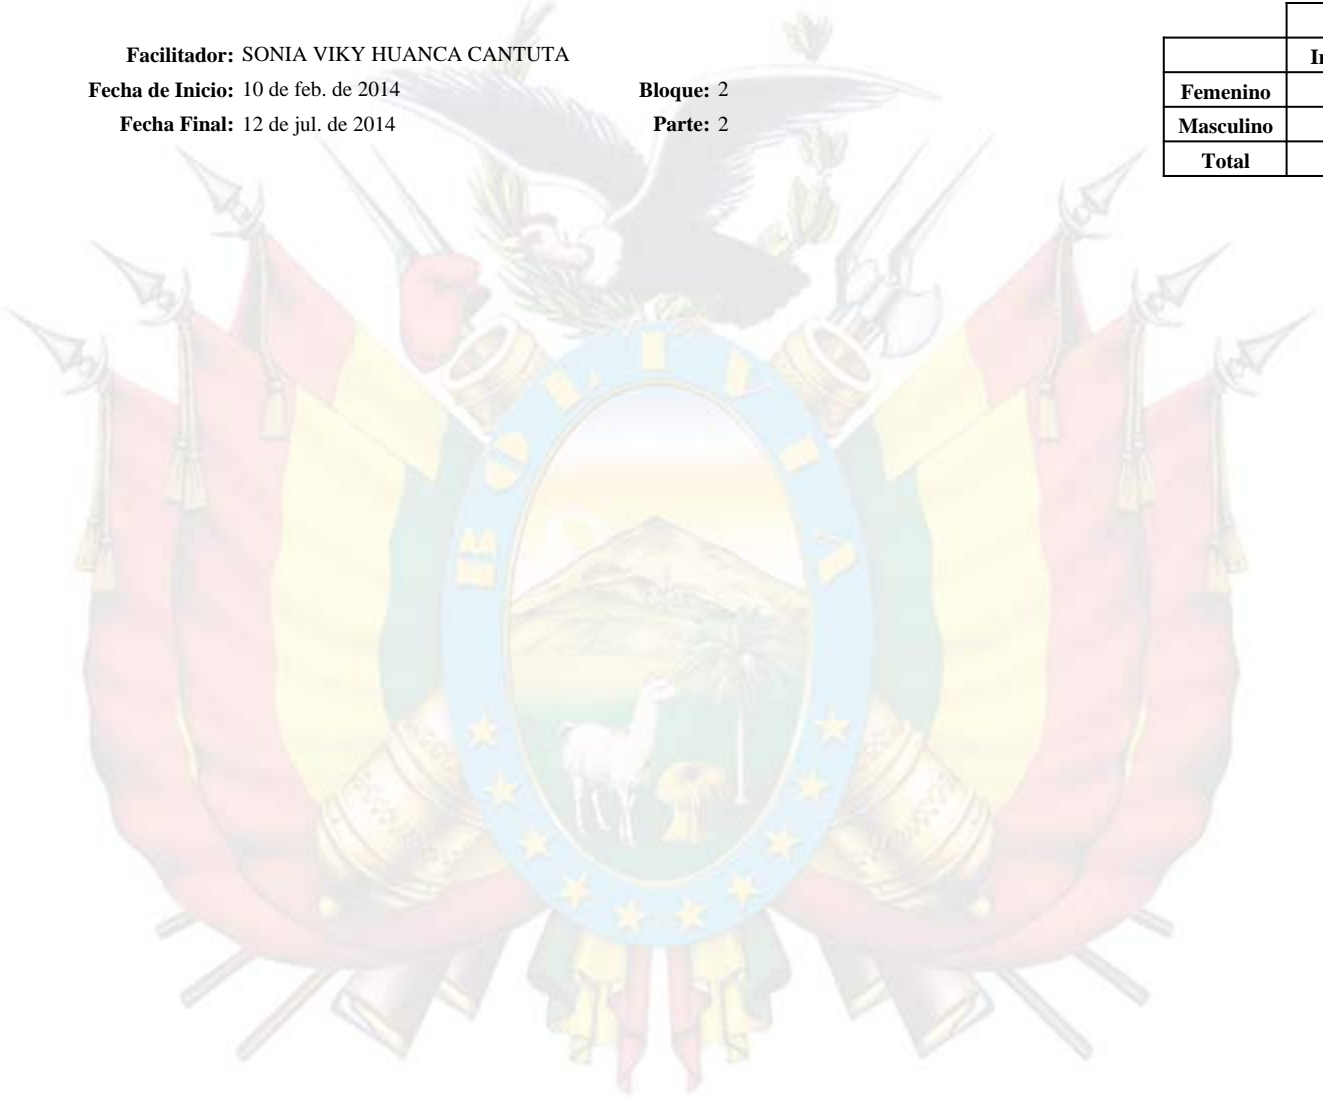 Facilitador: SONIA VIKY HUANCA CANTUTA
Fecha de Inicio: 10 de feb. de 2014 Bloque: 2
Fecha Final: 12 de jul. de 2014 Parte: 2
Femenino
Masculino
Total
BOLIVIA